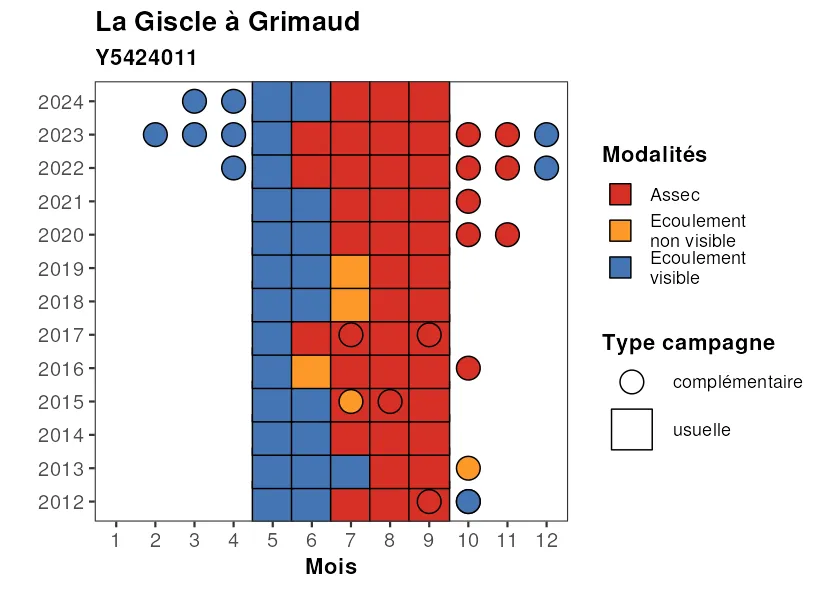 La Giscle à Grimaud
Y5424011
2024
2023
2022
2021
2020
2019
2018
2017
2016
2015
2014
2013
2012
1 2 3 4 5 6 7 8 9 10 11 12
Mois
Modalités
Assec
Ecoulement
non visible
Ecoulement
visible
Type campagne
complémentaire
usuelle